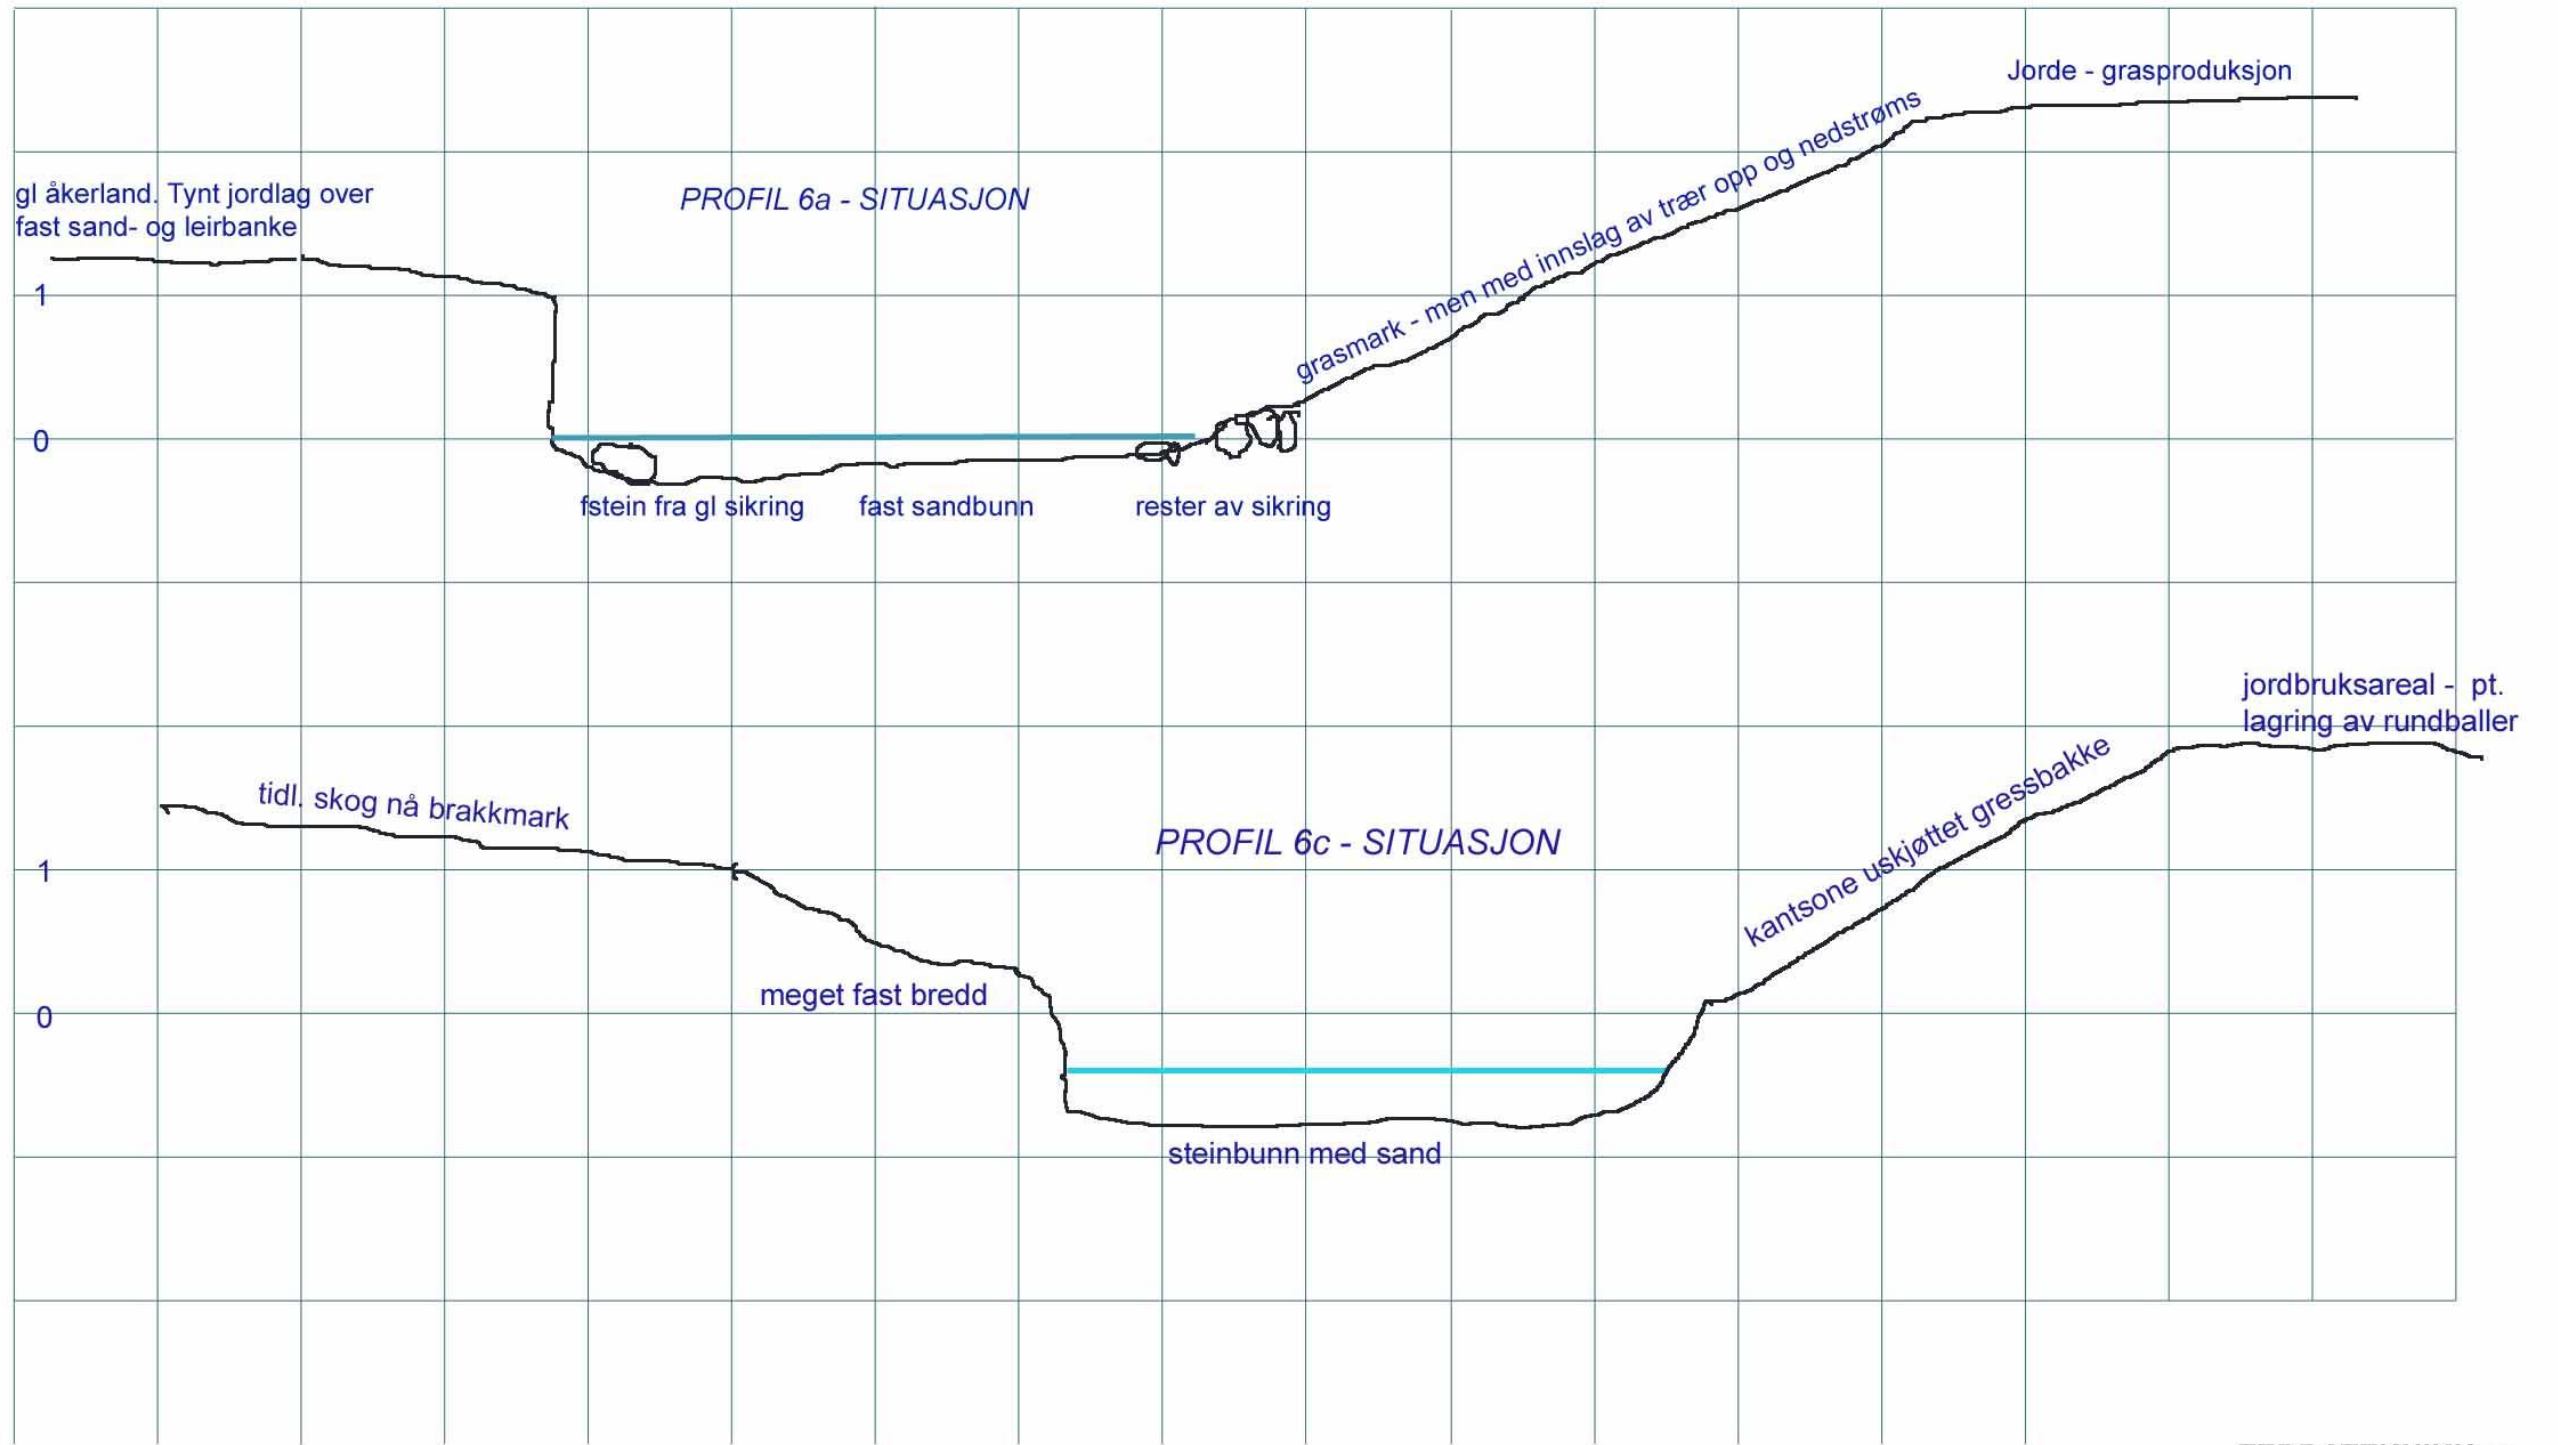 Jorde - grasproduksjon
gl åkerland. Tynt jordlag over
fast sand- og leirbanke
PROFIL 6a - SITUASJON
grasmark - men med innslag av trær opp og nedstrøms
1
0
fstein fra gl sikring
fast sandbunn
rester av sikring
jordbruksareal - pt.
lagring av rundballer
tidl. skog nå brakkmark
PROFIL 6c - SITUASJON
kantsone uskjøttet gressbakke
1
meget fast bredd
0
steinbunn med sand